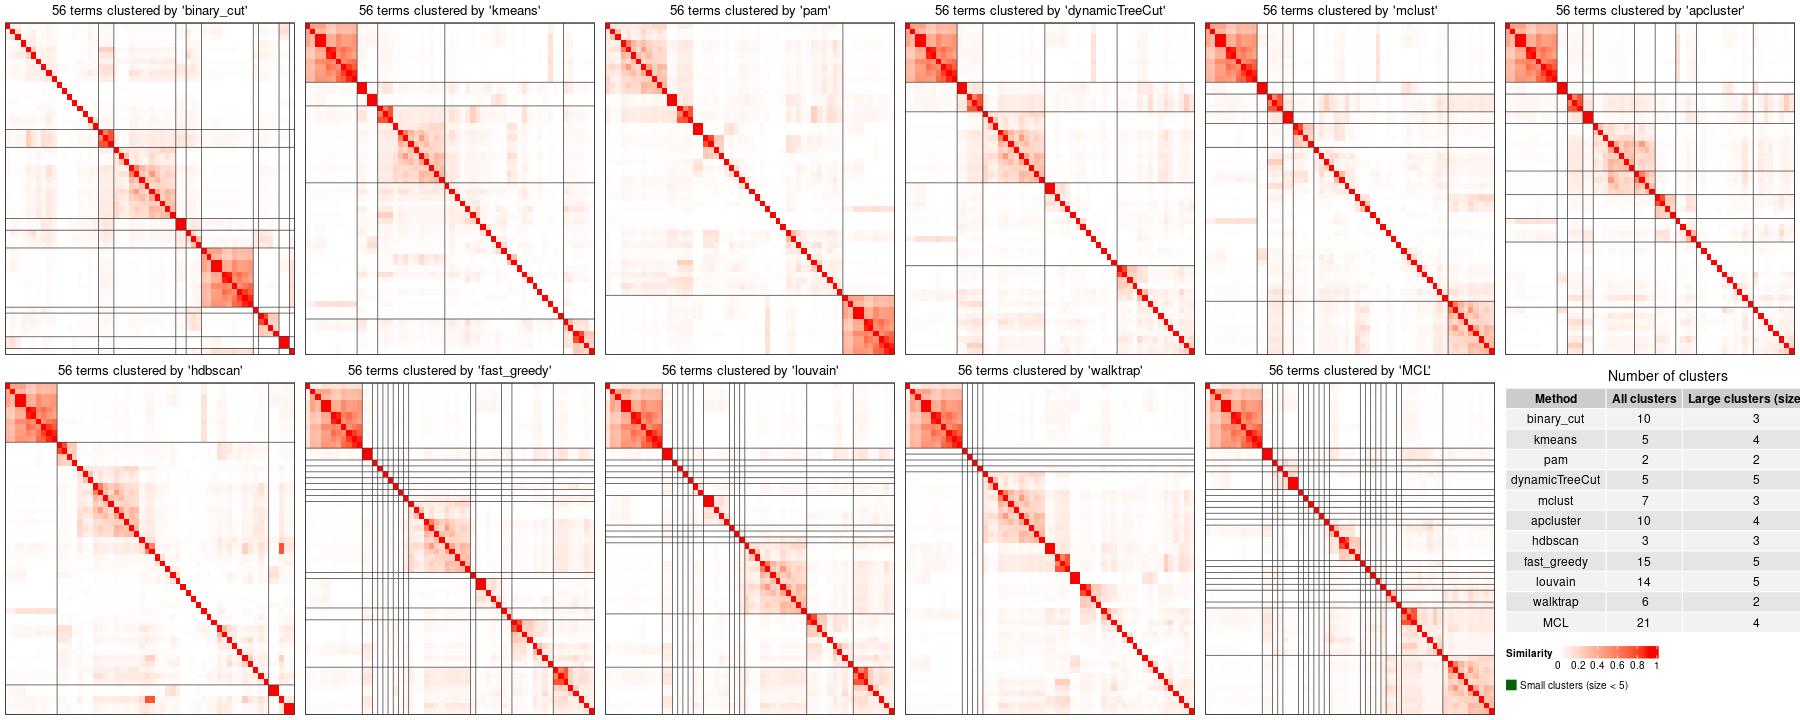 56 terms clustered by 'binary_cut'
56 terms clustered by 'kmeans'
56 terms clustered by 'pam'
56 terms clustered by 'dynamicTreeCut'
56 terms clustered by 'mclust'
56 terms clustered by 'apcluster'
56 terms clustered by 'hdbscan'
56 terms clustered by 'fast_greedy'
56 terms clustered by 'louvain'
56 terms clustered by 'walktrap'
56 terms clustered by 'MCL'
Number of clusters
Method All clusters Large clusters (size
binary_cut 10 3
kmeans 5 4
pam 2 2
dynamicTreeCut 5 5
mclust 7 3
apcluster 10 4
hdbscan 3 3
fast_greedy 15 5
louvain 14 5
walktrap 6 2
MCL 21 4
Similarity
0 0.2 0.4 0.6 0.8 1
Small clusters (size < 5)